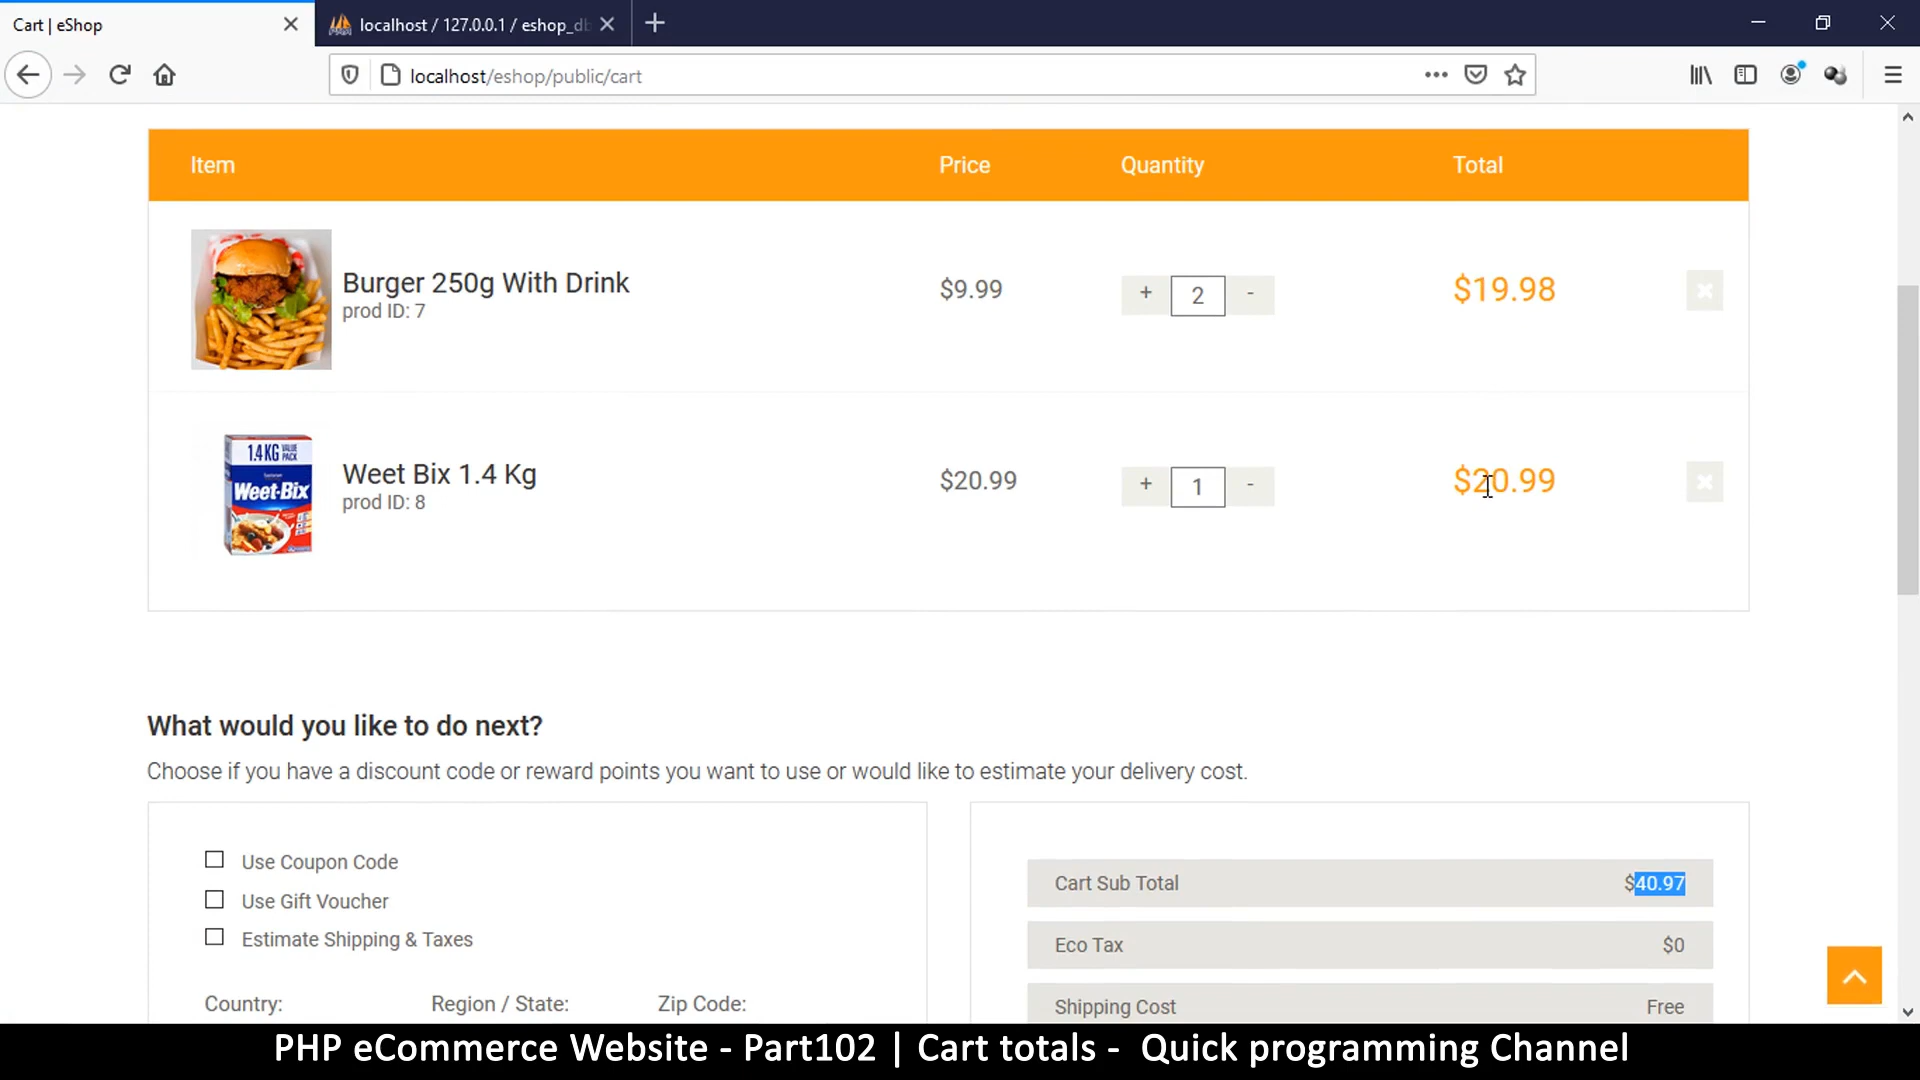 Cart | eShop
localhost / 127.0.0.1 / eshop_db
localhost/eshop/public/cart
Item Price Quantity Total
Burger 250g With Drink
prod ID: 7
$9.99 + 2 - $19.98
1.4KG VALUE PACK
Weet-Bix
Weet Bix 1.4 Kg
prod ID: 8
$20.99 + 1 - $20.99
What would you like to do next?
Choose if you have a discount code or reward points you want to use or would like to estimate your delivery cost.
Use Coupon Code
Use Gift Voucher
Estimate Shipping & Taxes
Country: Region / State: Zip Code:
Cart Sub Total $40.97
Eco Tax $0
Shipping Cost Free
PHP eCommerce Website - Part102 | Cart totals - Quick programming Channel